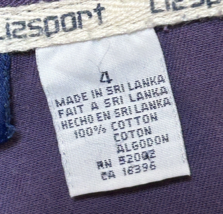 Lizsport Lizsport
4
MADE IN SRI LANKA
FAIT A SRI LANKA
HECHO EN SRI LANKA
100% COTTON
COTON
ALGODON
RN 52002
CA 16396